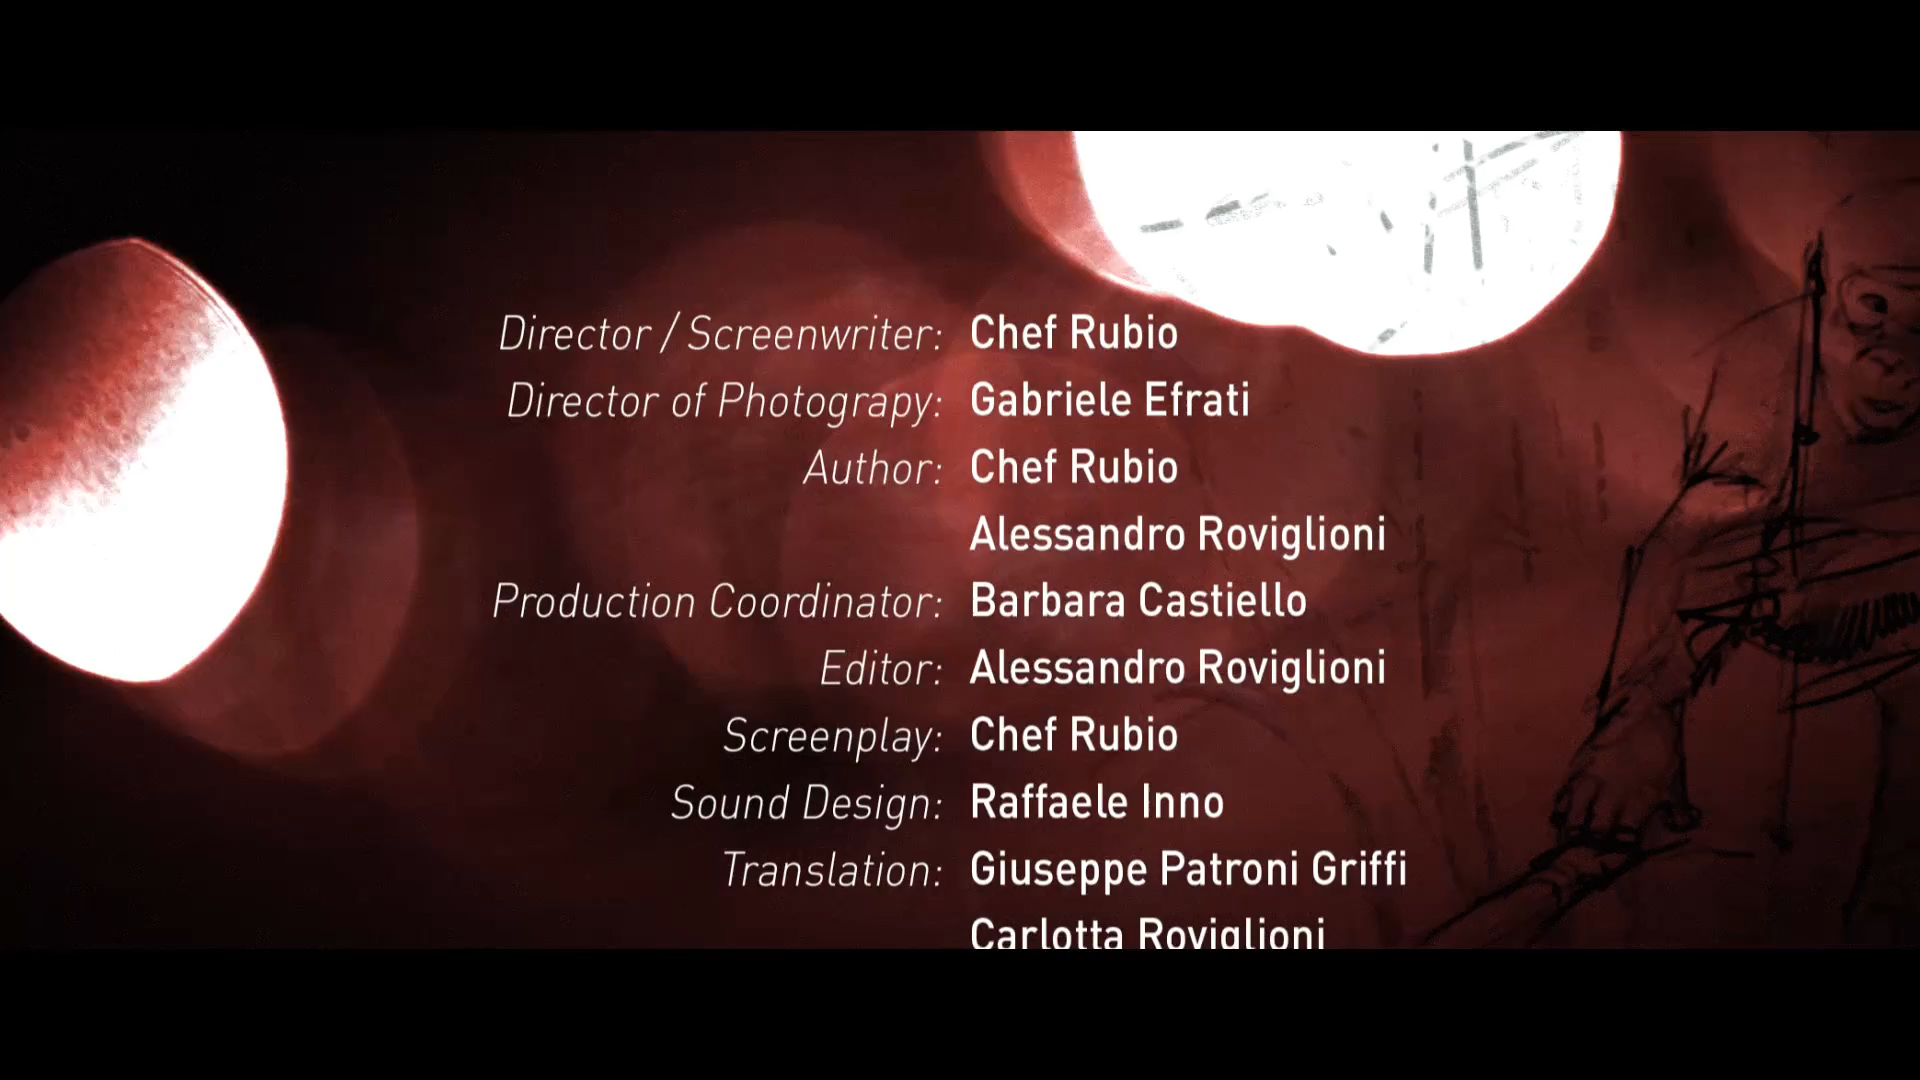 Director / Screenwriter: Chef Rubio
Director of Photograpy: Gabriele Efrati
Author: Chef Rubio
Alessandro Roviglioni
Production Coordinator: Barbara Castiello
Editor: Alessandro Roviglioni
Screenplay: Chef Rubio
Sound Design: Raffaele Inno
Translation: Giuseppe Patroni Griffi
Carlotta Roviglioni